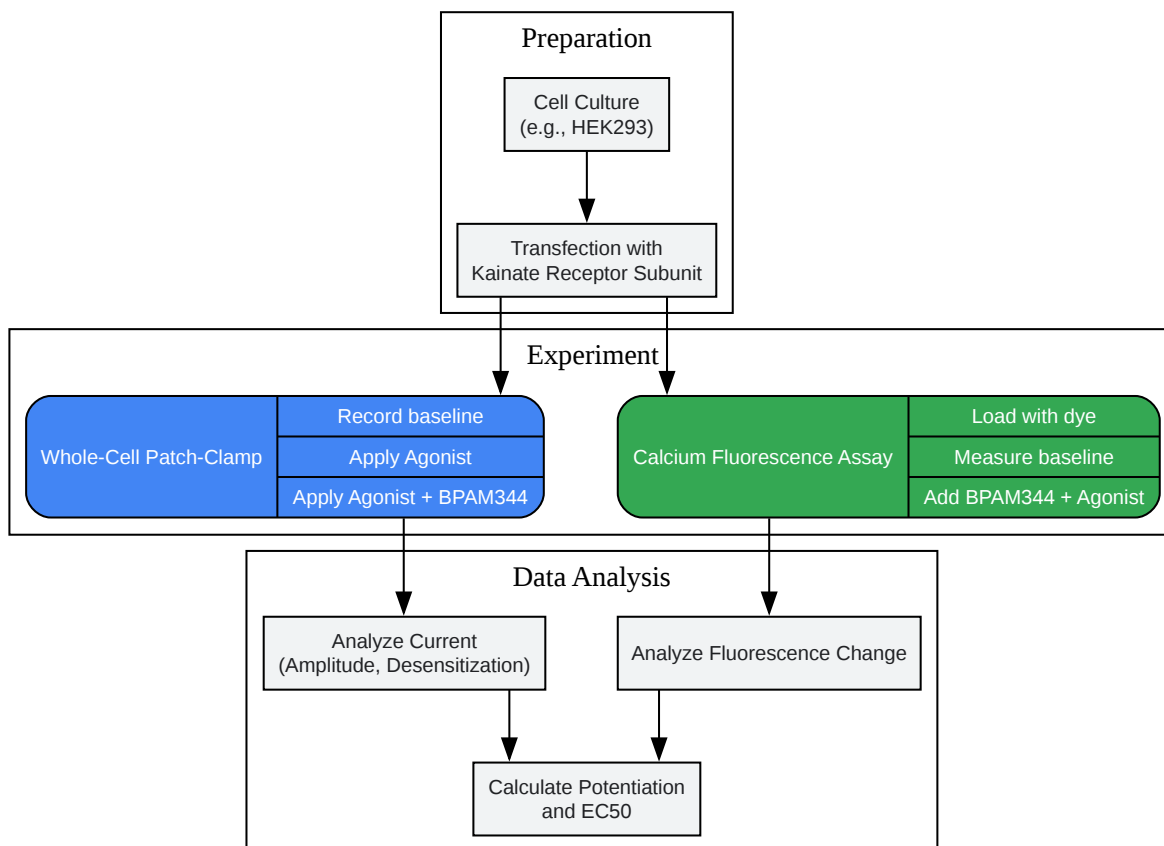 Preparation
Cell Culture
(e.g., HEK293)
Transfection with
Kainate Receptor Subunit
Experiment
Whole-Cell Patch-Clamp
Record baseline
Apply Agonist
Apply Agonist + BPAM344
Calcium Fluorescence Assay
Load with dye
Measure baseline
Add BPAM344 + Agonist
Data Analysis
Analyze Current
(Amplitude, Desensitization)
Analyze Fluorescence Change
Calculate Potentiation
and EC50